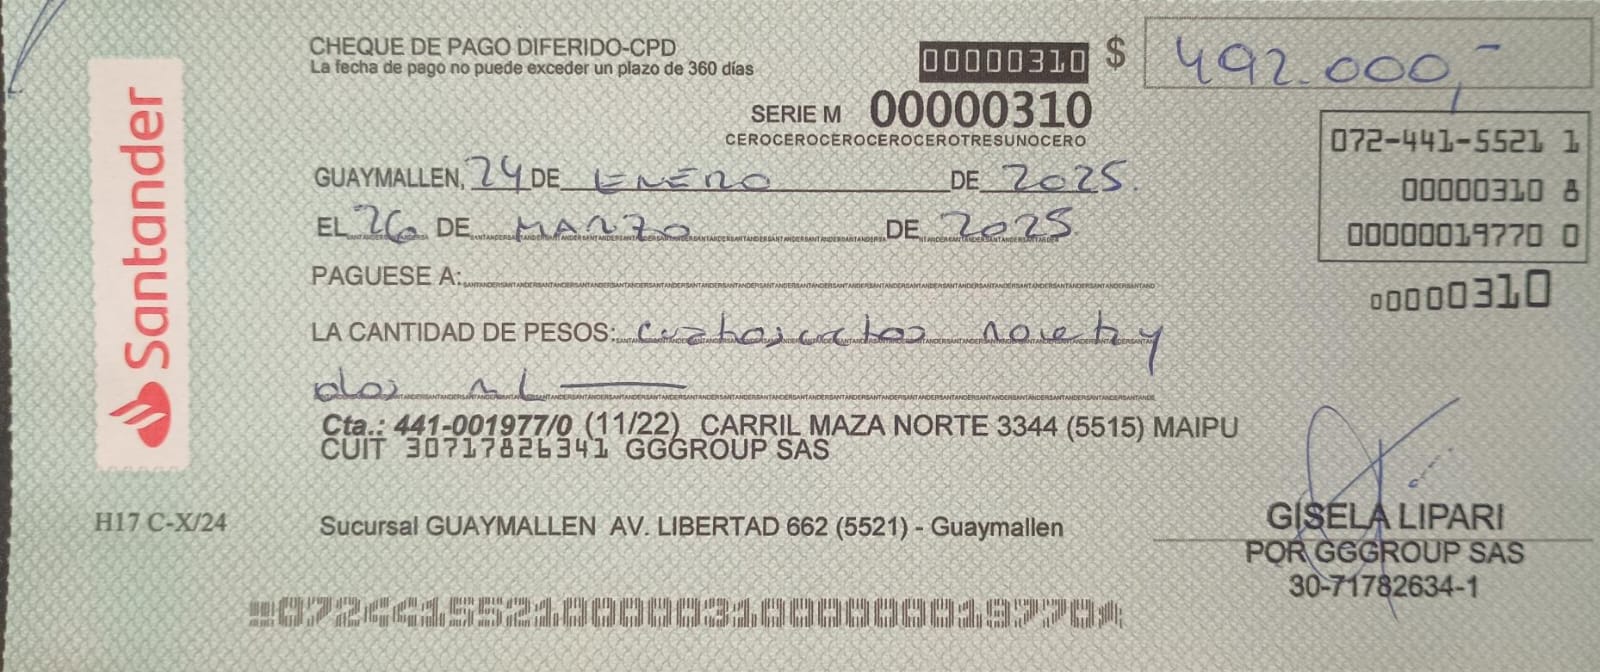 Santander
CHEQUE DE PAGO DIFERIDO-CPD
La fecha de pago no puede exceder un plazo de 360 días
00000310 $ 492.000,-
SERIE M 00000310
CEROCEROCEROCEROCEROTRESUNOCERO
072-441-5521 1
00000310 8
00000019770 0
00000310
GUAYMALLEN, 24 DE ENERO DE 2025.
EL 26 DE MARZO DE 2025
PAGUESE A:
LA CANTIDAD DE PESOS: cuatrocientos noventa y
dos mil
Cta.: 441-001977/0 (11/22) CARRIL MAZA NORTE 3344 (5515) MAIPU
CUIT 30717826341 GGGROUP SAS
H17 C-X/24
Sucursal GUAYMALLEN AV. LIBERTAD 662 (5521) - Guaymallen
GISELA LIPARI
POR GGGROUP SAS
30-71782634-1
072441552100000310000000019770